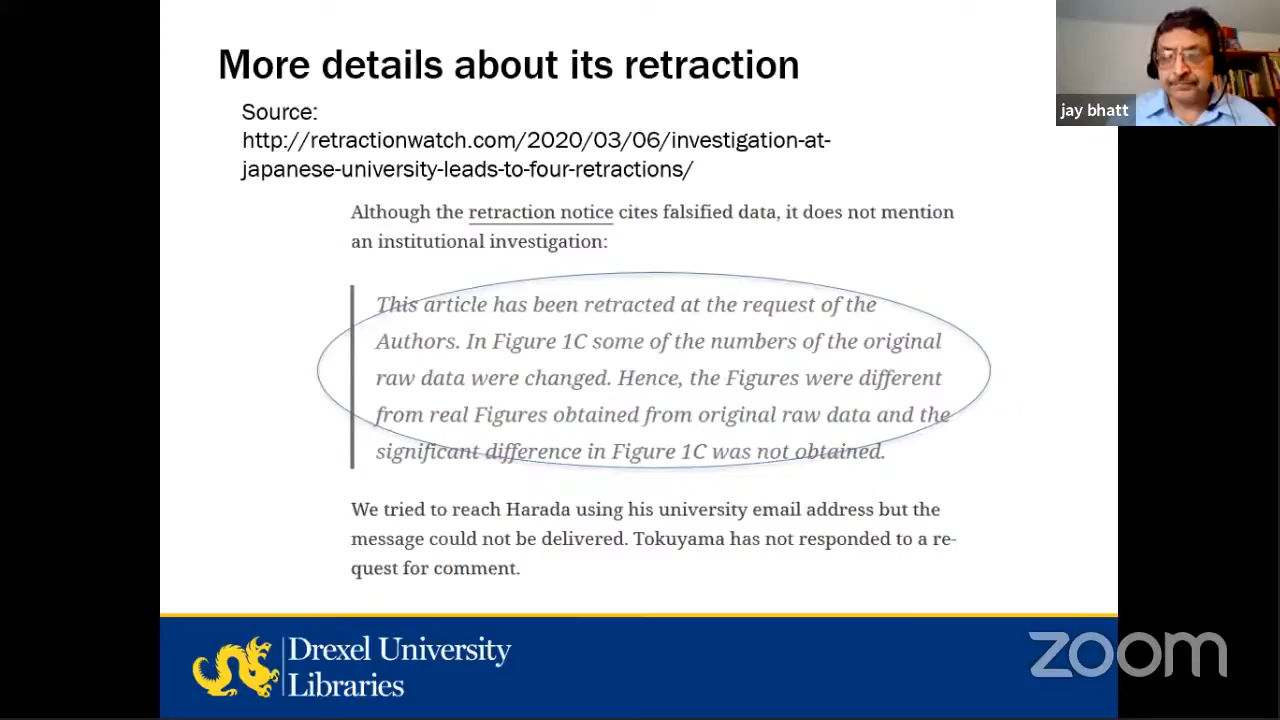 More details about its retraction
jay bhatt
Source:
http://retractionwatch.com/2020/03/06/investigation-at-
japanese-university-leads-to-four-retractions/
Although the retraction notice cites falsified data, it does not mention
an institutional investigation:
This article has been retracted at the request of the
Authors. In Figure 1C some of the numbers of the original
raw data were changed. Hence, the Figures were different
from real Figures obtained from original raw data and the
significant difference in Figure 1C was not obtained.
We tried to reach Harada using his university email address but the
message could not be delivered. Tokuyama has not responded to a re-
quest for comment.
Drexel University
Libraries
zoom